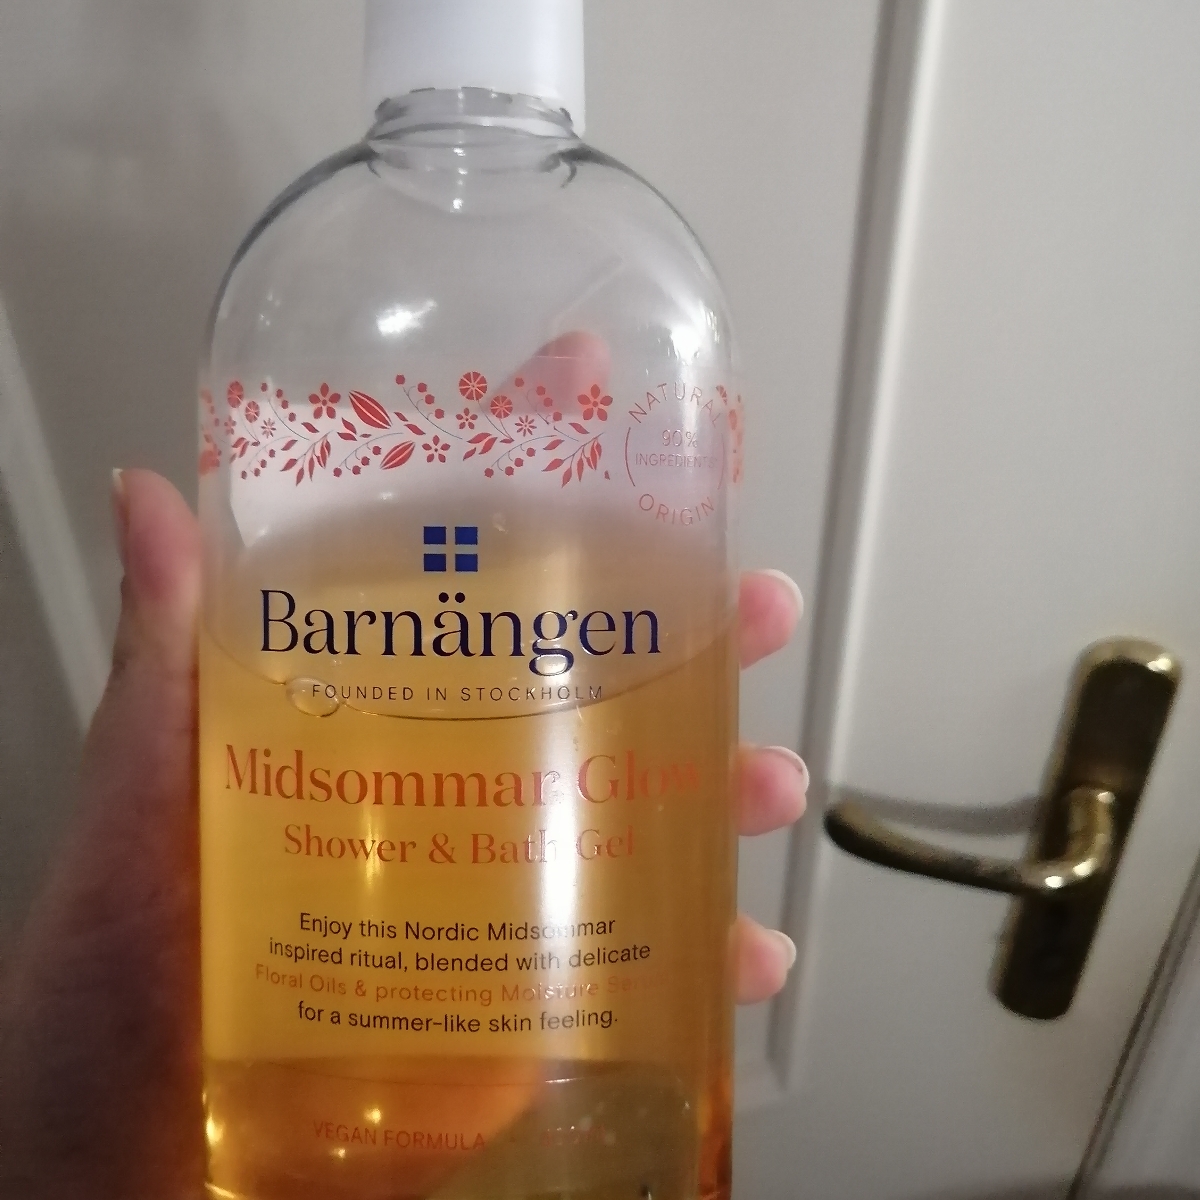 NATURAL
90%
INGREDIENTS
ORIGIN
Barnängen
FOUNDED IN STOCKHOLM
Midsommar Glow
Shower & Bath Gel
Enjoy this Nordic Midsommar
inspired ritual, blended with delicate
Floral Oils & protecting Moisture Serum
for a summer-like skin feeling.
VEGAN FORMULA